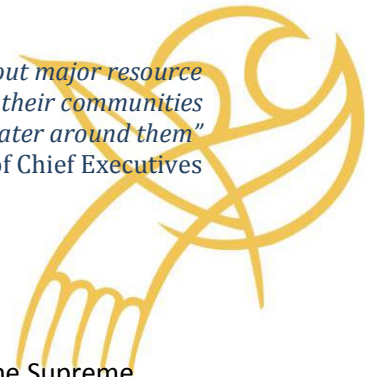 out major resource
their communities
ater around them”
of Chief Executives
he Supreme